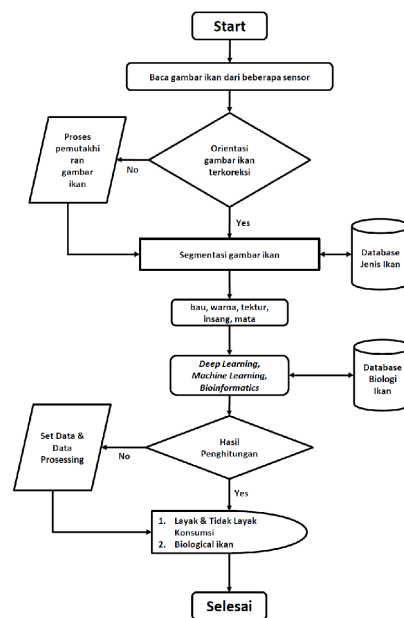 Start
Baca gambar ikan dari beberapa sensor
Orientasi
gambar ikan
terkoreksi
No
Proses
pemutakhi
ran
gambar
ikan
Yes
Segmentasi gambar ikan
Database
Jenis Ikan
bau, warna, tektur,
insang, mata
Deep Learning,
Machine Learning,
Bioinformatics
Database
Biologi
Ikan
Hasil
Penghitungan
No
Set Data &
Data
Prosessing
Yes
1. Layak & Tidak Layak
Konsumsi
2. Biological ikan
Selesai